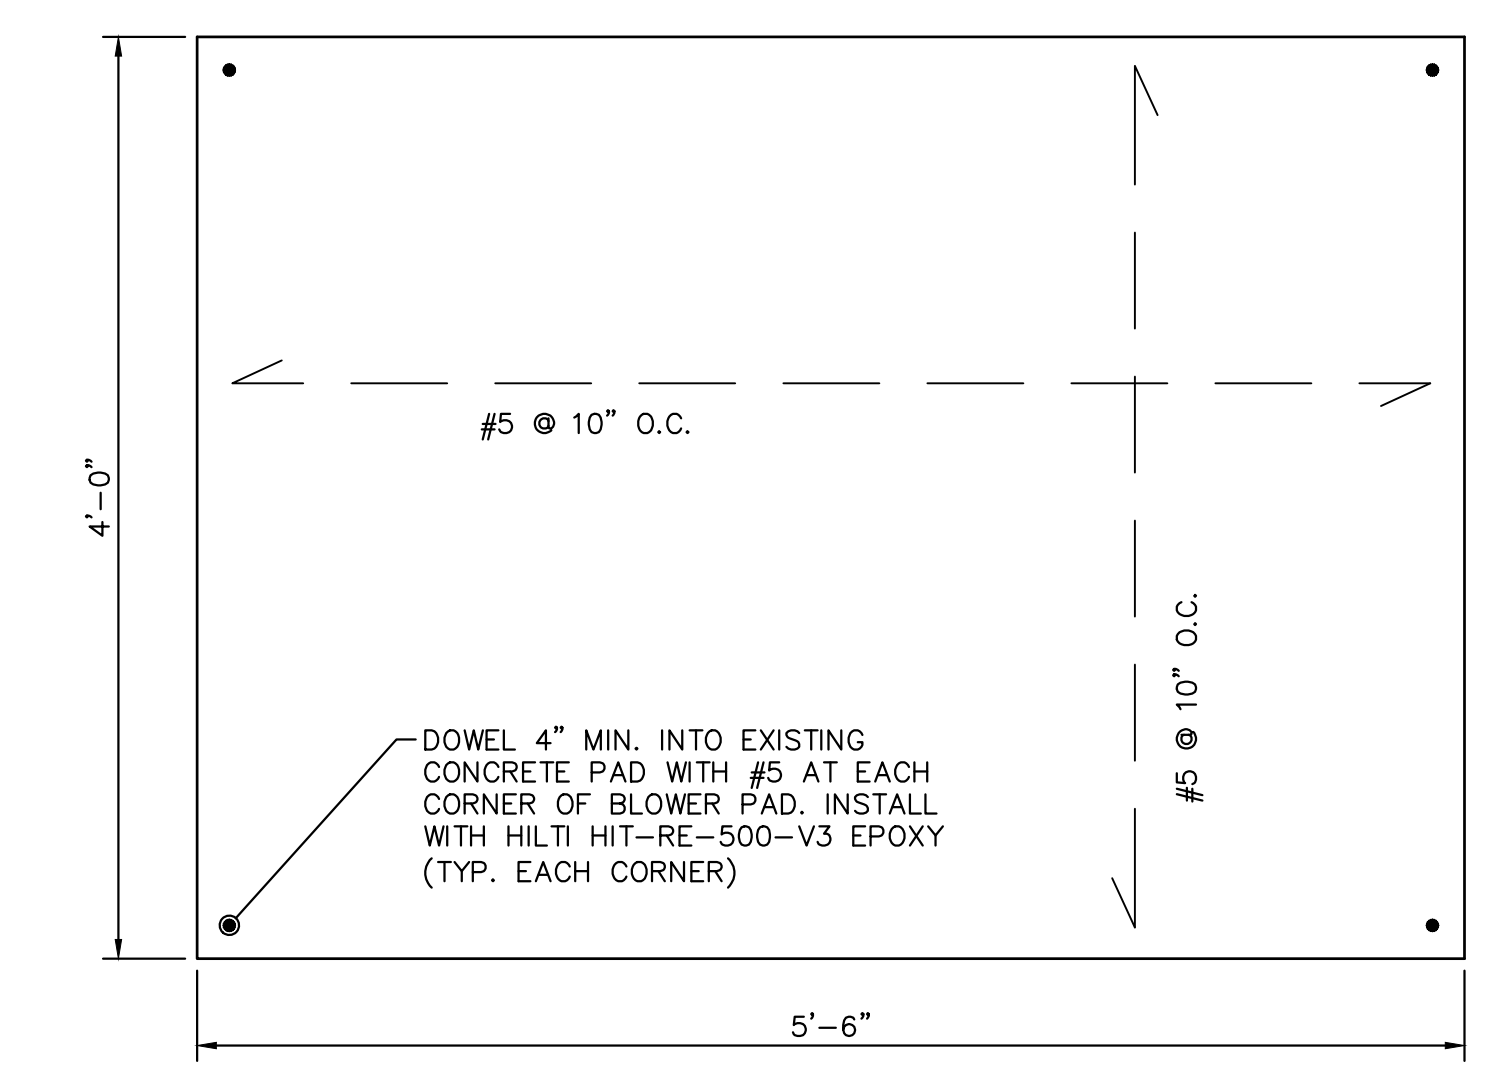 #5 @ 10” O.C.
4'-0”
#5 @ 10” O.C.
DOWEL 4” MIN. INTO EXISTING
CONCRETE PAD WITH #5 AT EACH
CORNER OF BLOWER PAD. INSTALL
WITH HILTI HIT-RE-500-V3 EPOXY
(TYP. EACH CORNER)
5'-6”